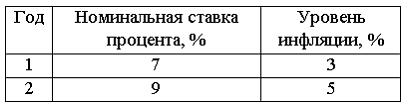 Год Номинальная ставка Уровень
процента, % инфляции, %
1 7 3
2 9 5